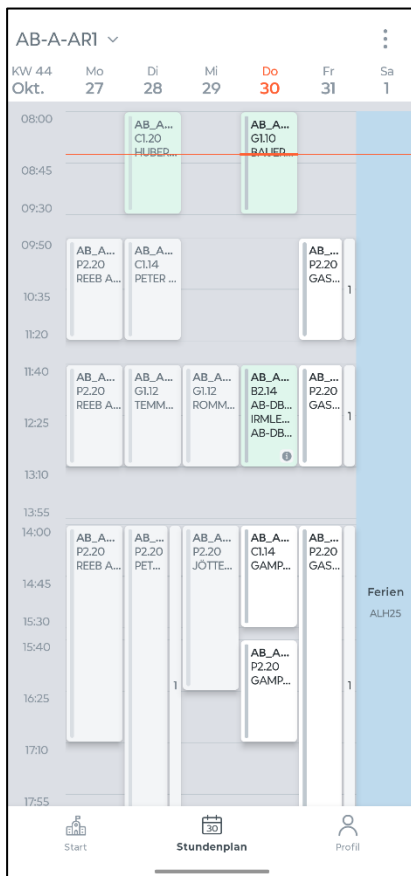 AB-A-AR1
KW 44
Okt.
Mo
27
Di
28
Mi
29
Do
30
Fr
31
Sa
1
08:00
08:45
09:30
09:50
10:35
11:20
11:40
12:25
13:10
13:55
14:00
14:45
15:30
15:40
16:25
17:10
17:55
AB_A...
P2.20
REEB A...
AB_A...
P2.20
REEB A...
AB_A...
P2.20
REEB A...
AB_A...
C1.20
HUBER...
AB_A...
C1.14
PETER ...
AB_A...
G1.12
TEMM...
AB_...
P2.20
PET...
1
AB_A...
G1.12
ROMM...
AB_A...
P2.20
JÖTTE...
AB_A...
G1.10
BAUER...
AB_A...
B2.14
AB-DB...
IRMLE...
AB-DB...
AB_A...
C1.14
GAMP...
AB_A...
P2.20
GAMP...
AB_...
P2.20
GAS...
1
AB_...
P2.20
GAS...
1
AB_...
P2.20
GAS...
1
Ferien
ALH25
Start
30
Stundenplan
Profil